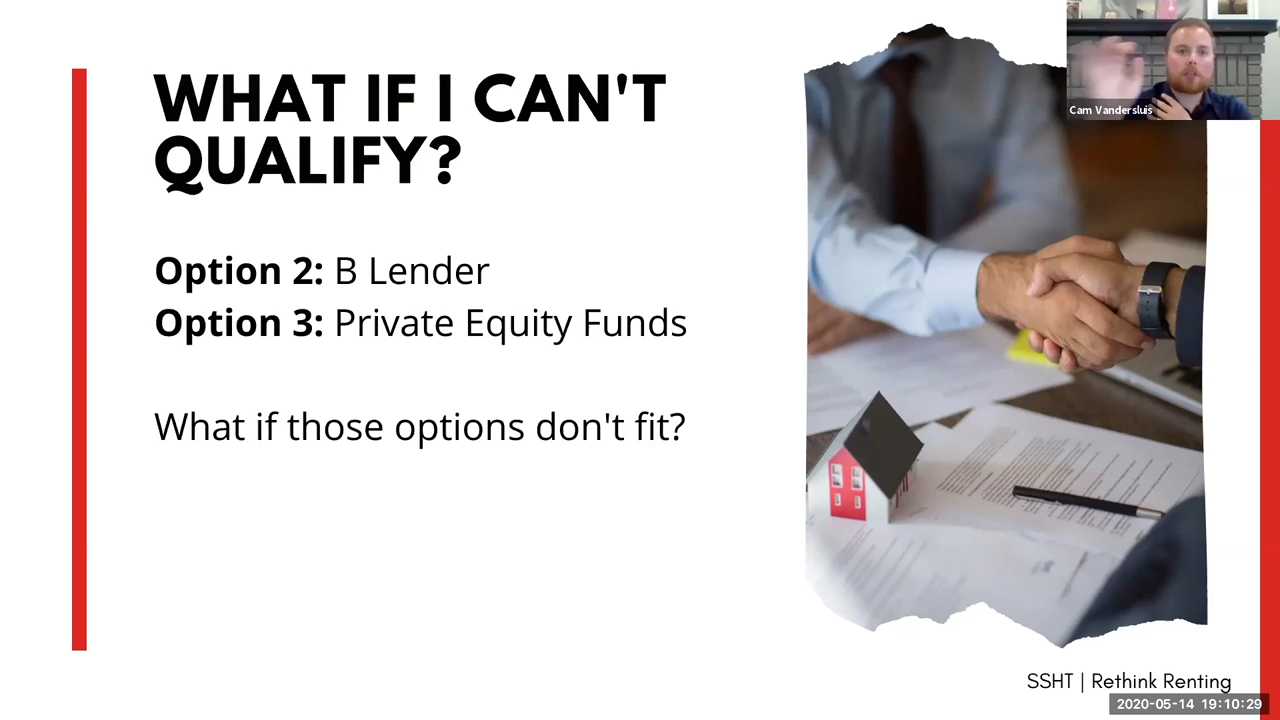 WHAT IF I CAN'T
QUALIFY?
Option 2: B Lender
Option 3: Private Equity Funds
What if those options don't fit?
Cam Vandersluis
SSHT | Rethink Renting
2020-05-14 19:10:29